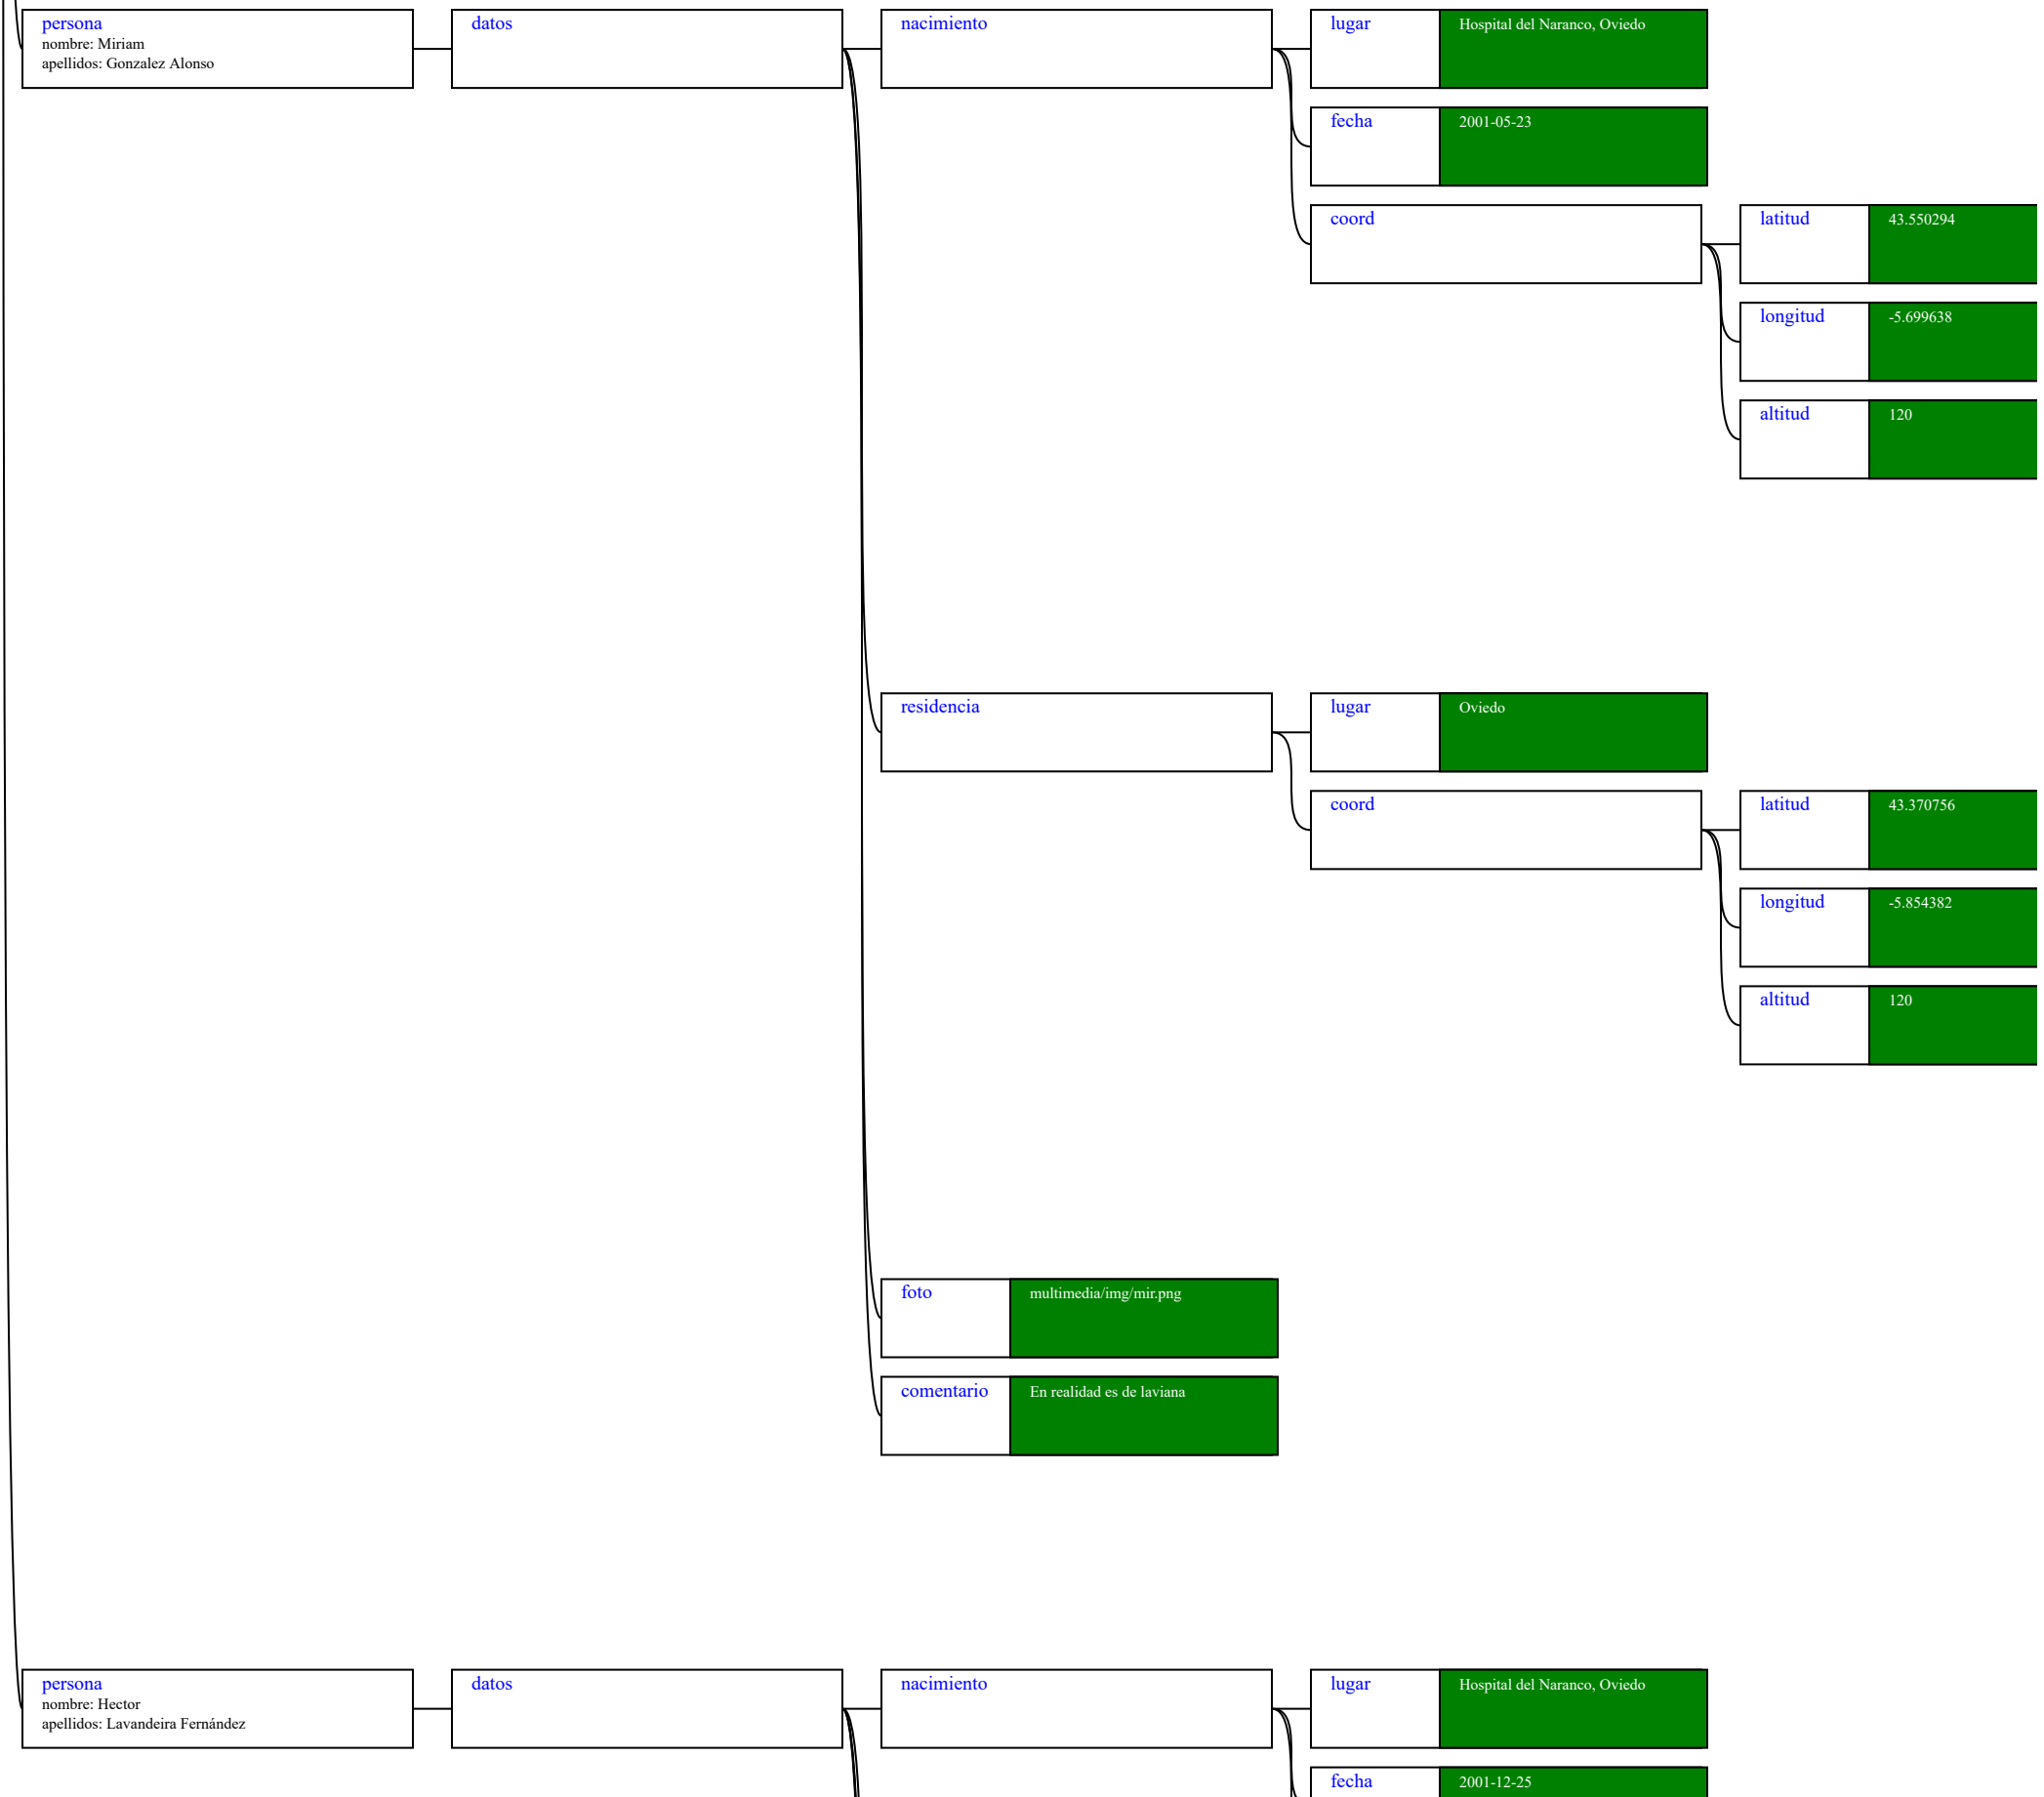 persona
nombre: Miriam
apellidos: Gonzalez Alonso
datos
nacimiento
lugar
Hospital del Naranco, Oviedo
fecha
2001-05-23
coord
latitud
43.550294
longitud
-5.699638
altitud
120
residencia
lugar
Oviedo
coord
latitud
43.370756
longitud
-5.854382
altitud
120
foto
multimedia/img/mir.png
comentario
En realidad es de laviana
persona
nombre: Hector
apellidos: Lavandeira Fernández
datos
nacimiento
lugar
Hospital del Naranco, Oviedo
fecha
2001-12-25